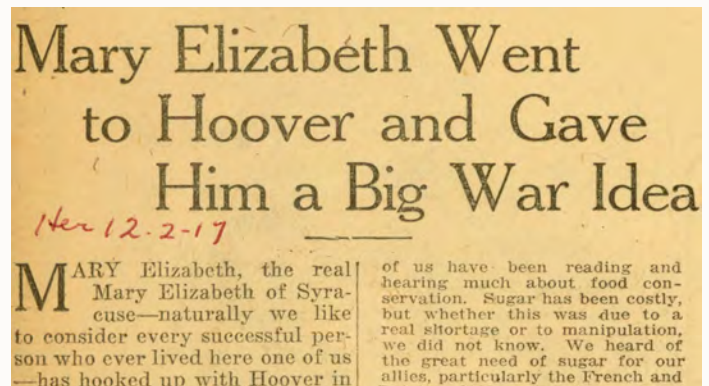 Mary Elizabeth Went
to Hoover and Gave
Him a Big War Idea
Her 12-2-17
MARY Elizabeth, the real
Mary Elizabeth of Syra-
cuse—naturally we like
to consider every successful per-
son who ever lived here one of us
—has hooked up with Hoover in
of us have been reading and
hearing much about food con-
servation. Sugar has been costly,
but whether this was due to a
real shortage or to manipulation,
we did not know. We heard of
the great need of sugar for our
allies, particularly the French and